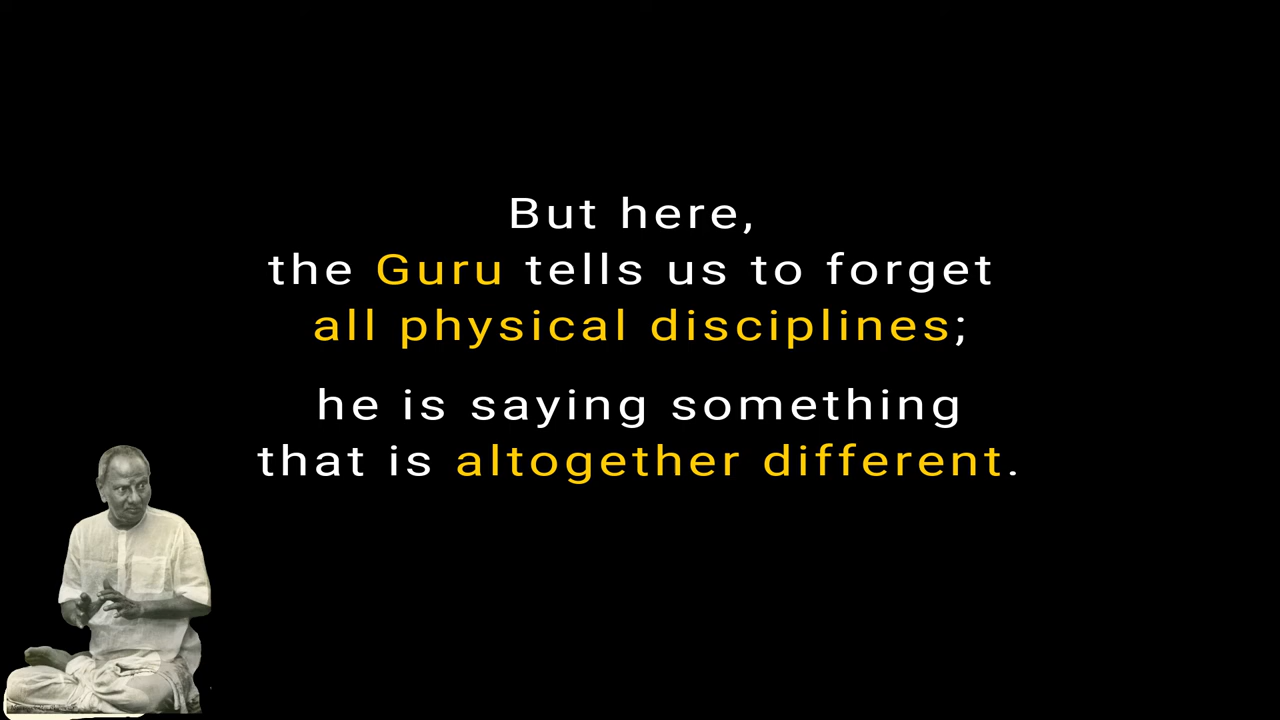 But here,
the Guru tells us to forget
all physical disciplines;
he is saying something
that is altogether different.